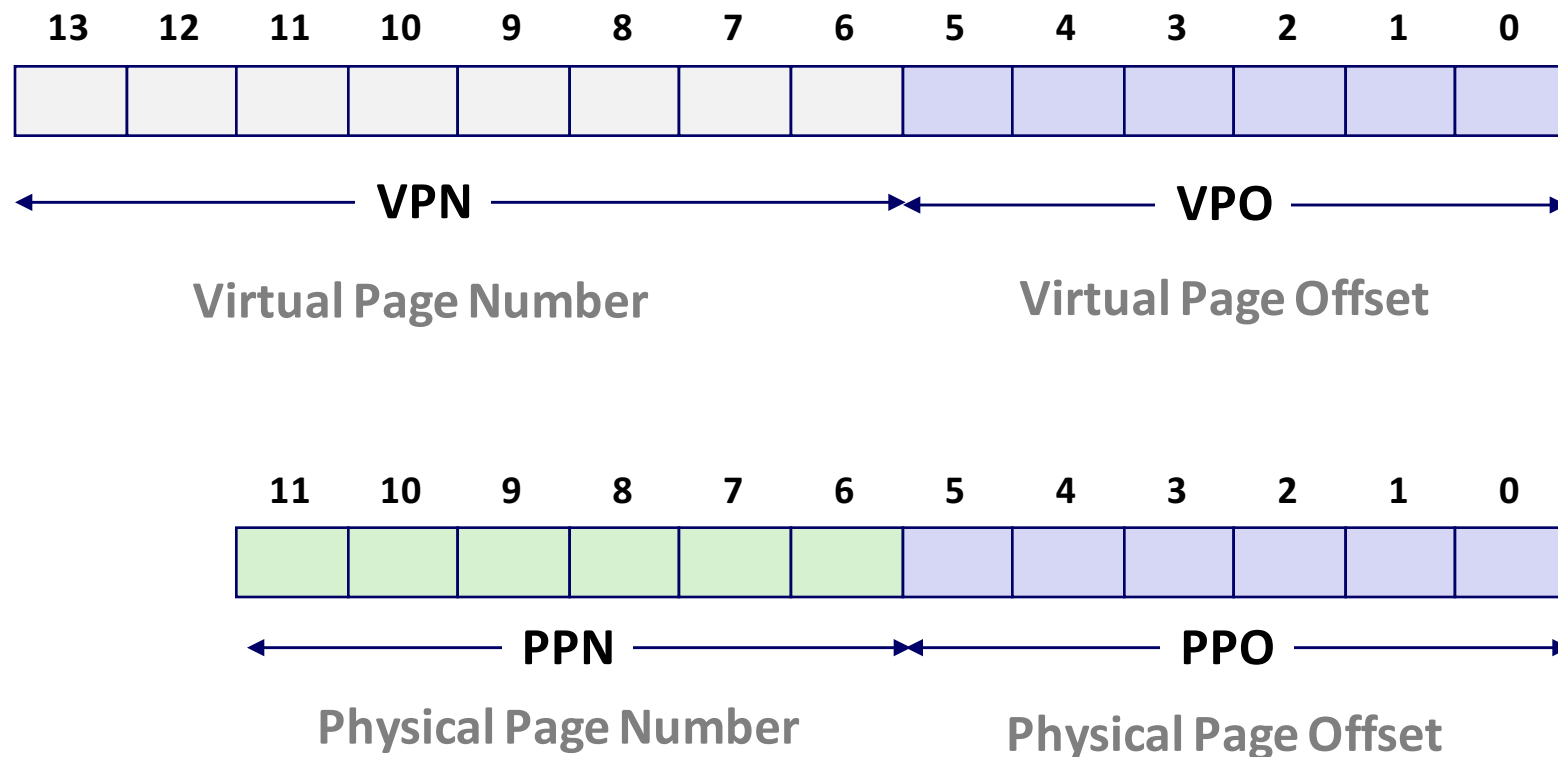 13 12 11 10 9 8 7 6 5 4 3 2 1 0
VPN VPO
Virtual Page Number Virtual Page Offset
11 10 9 8 7 6 5 4 3 2 1 0
PPN PPO
Physical Page Number Physical Page Offset